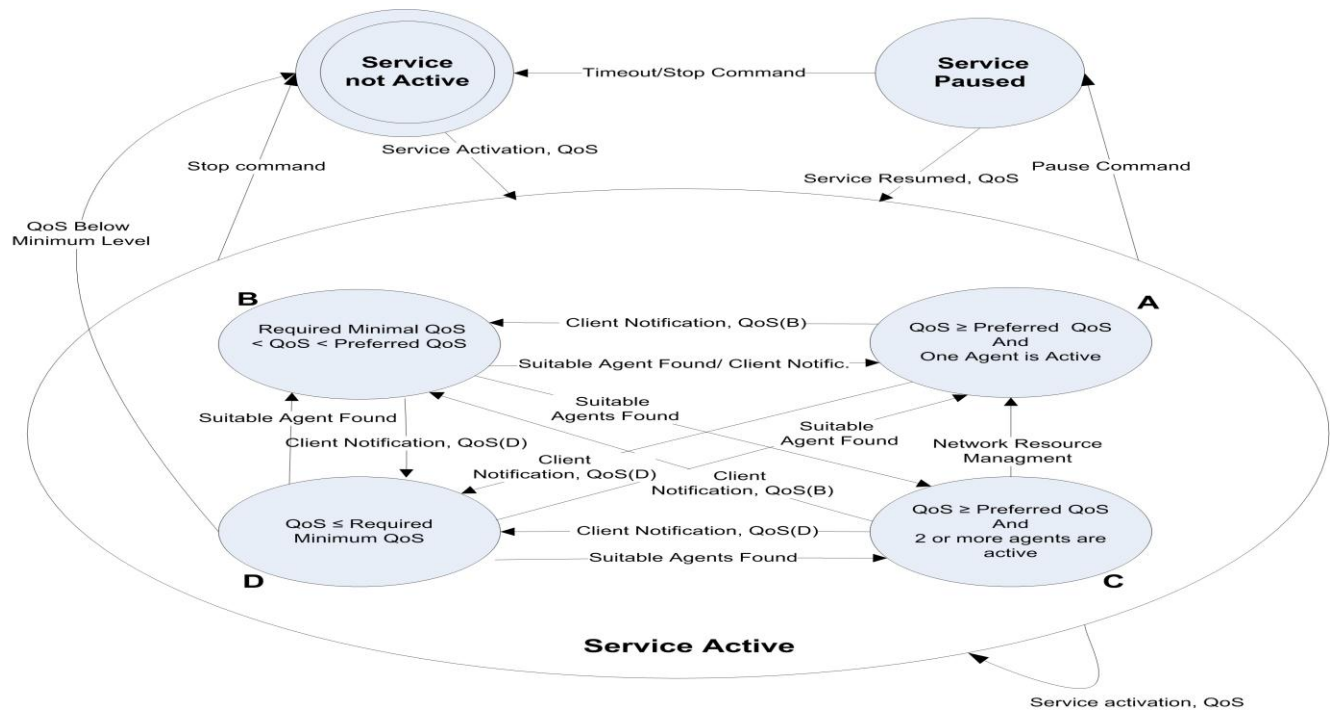 Service
not Active
Timeout/Stop Command
Service
Paused
Service Activation, QoS
Stop command
Service Resumed, QoS
Pause Command
QoS Below
Minimum Level
B
A
Required Minimal QoS
< QoS < Preferred QoS
Client Notification, QoS(B)
QoS ≥ Preferred QoS
And
One Agent is Active
Suitable Agent Found/ Client Notific.
Suitable Agent Found
Suitable
Agents Found
Suitable
Agent Found
Network Resource
Managment
Client Notification, QoS(D)
Client
Notification, QoS(D)
Client
Notification, QoS(B)
QoS ≤ Required
Minimum QoS
Client Notification, QoS(D)
QoS ≥ Preferred QoS
And
2 or more agents are
active
Suitable Agents Found
D
C
Service Active
Service activation, QoS